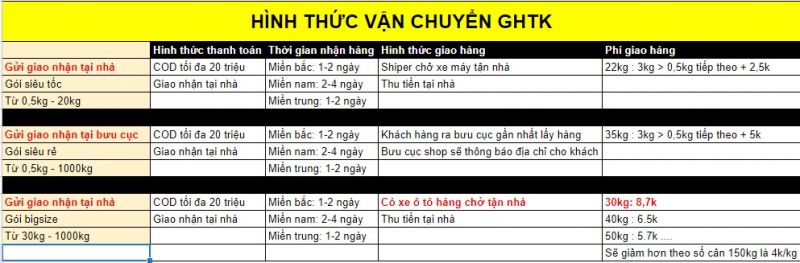 HÌNH THỨC VẬN CHUYỂN GHTK
Hình thức thanh toán Thời gian nhận hàng Hình thức giao hàng Phí giao hàng
Gửi giao nhận tại nhà COD tối đa 20 triệu Miền bắc: 1-2 ngày Shiper chở xe máy tận nhà 22kg : 3kg > 0,5kg tiếp theo + 2,5k
Gói siêu tốc Giao nhận tại nhà Miền nam: 2-4 ngày Thu tiền tại nhà
Từ 0,5kg - 20kg Miền trung: 1-2 ngày
Gửi giao nhận tại bưu cục COD tối đa 20 triệu Miền bắc: 1-2 ngày Khách hàng ra bưu cục gần nhất lấy hàng 35kg : 3kg > 0,5kg tiếp theo + 5k
Gói siêu rẻ Giao nhận tại nhà Miền nam: 2-4 ngày Bưu cục shop sẽ thông báo địa chỉ cho khách
Từ 0,5kg - 1000kg Miền trung: 1-2 ngày
Gửi giao nhận tại nhà COD tối đa 20 triệu Miền bắc: 1-2 ngày Có xe ô tô hàng chở tận nhà 30kg: 8,7k
Gói bigsize Giao nhận tại nhà Miền nam: 2-4 ngày Thu tiền tại nhà 40kg : 6.5k
Từ 30kg - 1000kg Miền trung: 1-2 ngày 50kg : 5.7k ....
Sẽ giảm hơn theo số cân 150kg là 4k/kg